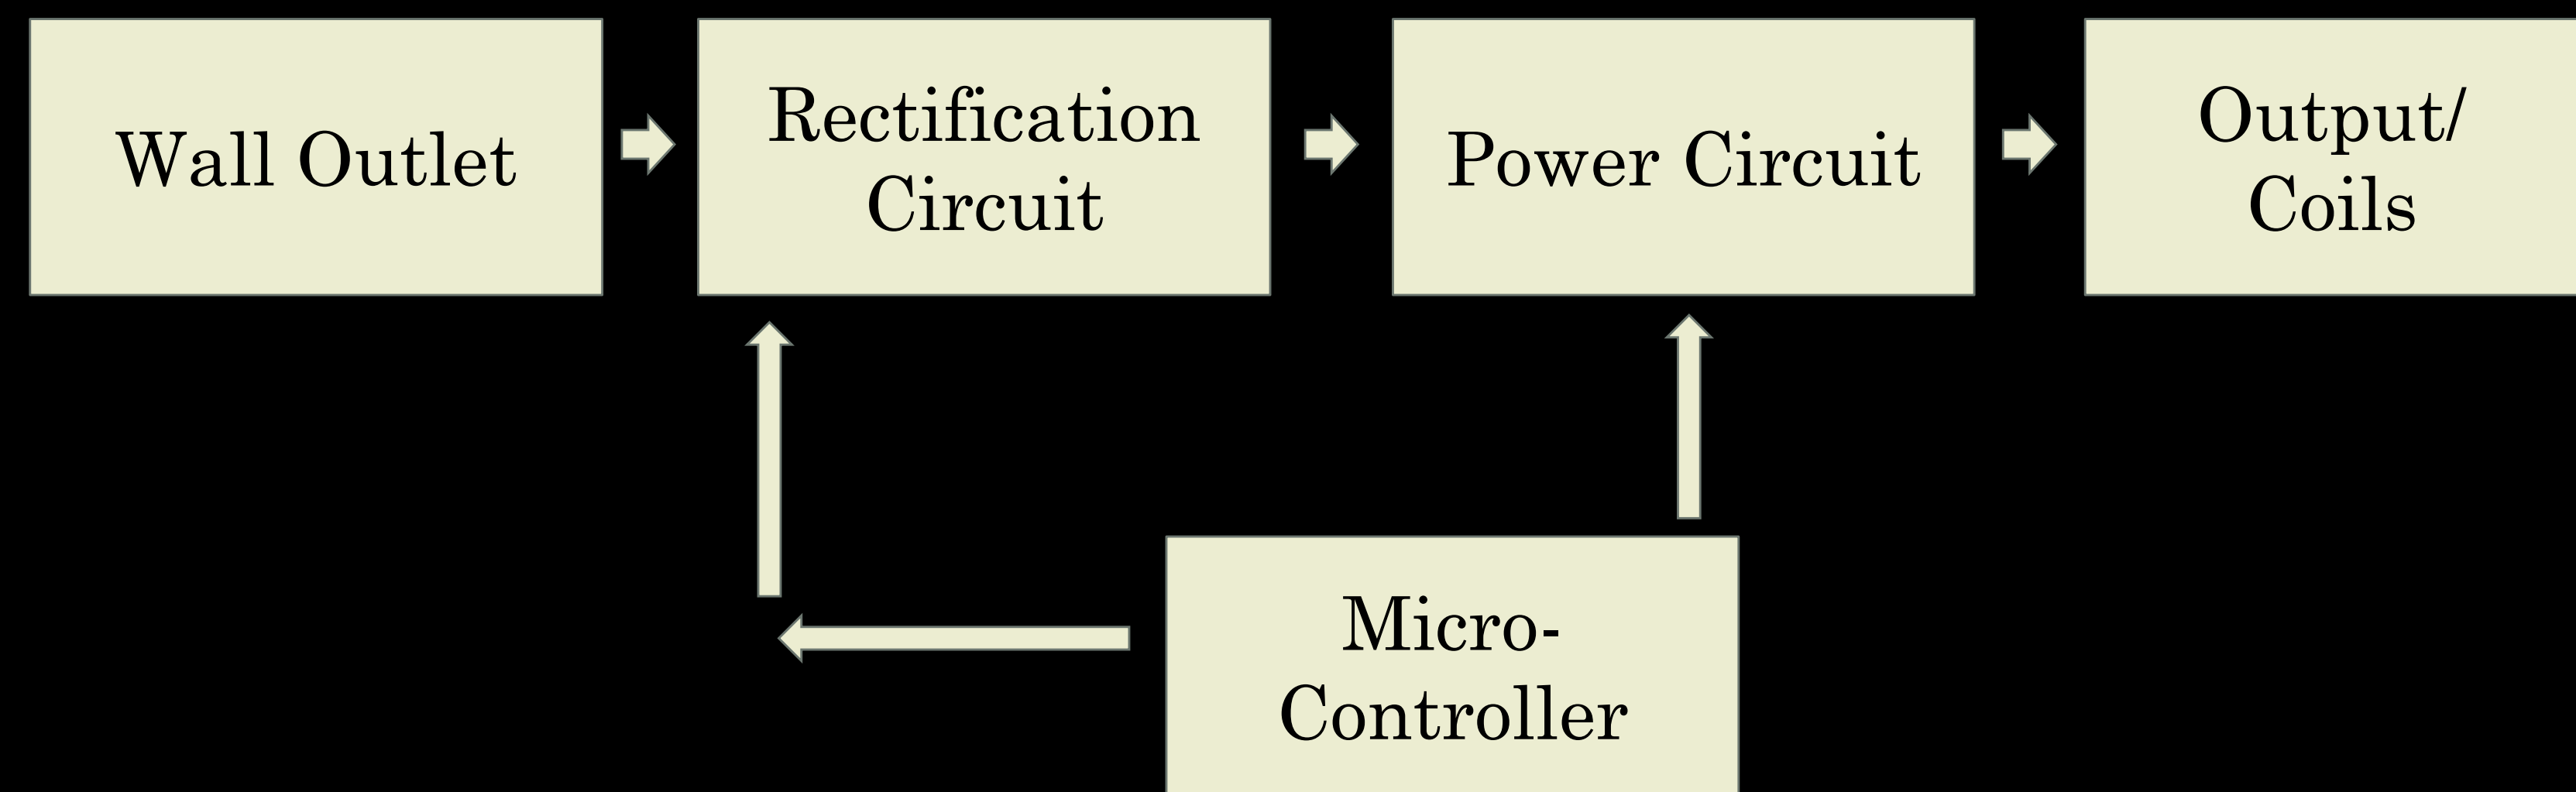 Wall Outlet
Rectification
Circuit
Power Circuit
Output/
Coils
Micro-
Controller